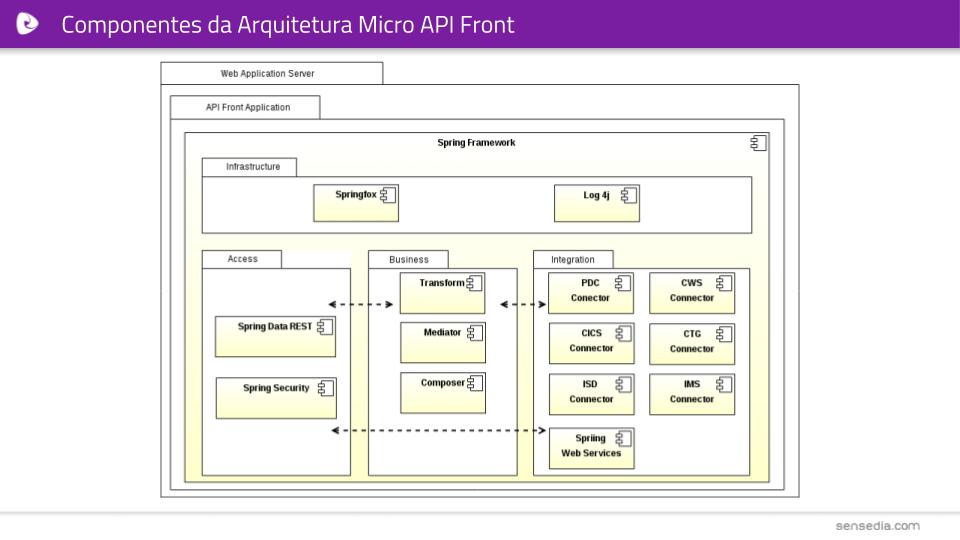 Componentes da Arquitetura Micro API Front
Web Application Server
API Front Application
Spring Framework
Infrastructure
Springfox
Log 4j
Access
Spring Data REST
Spring Security
Business
Transform
Mediator
Composer
Integration
PDC
Conector
CWS
Connector
CICS
Connector
CTG
Connector
ISD
Connector
IMS
Connector
Spriing
Web Services
sensedia.com